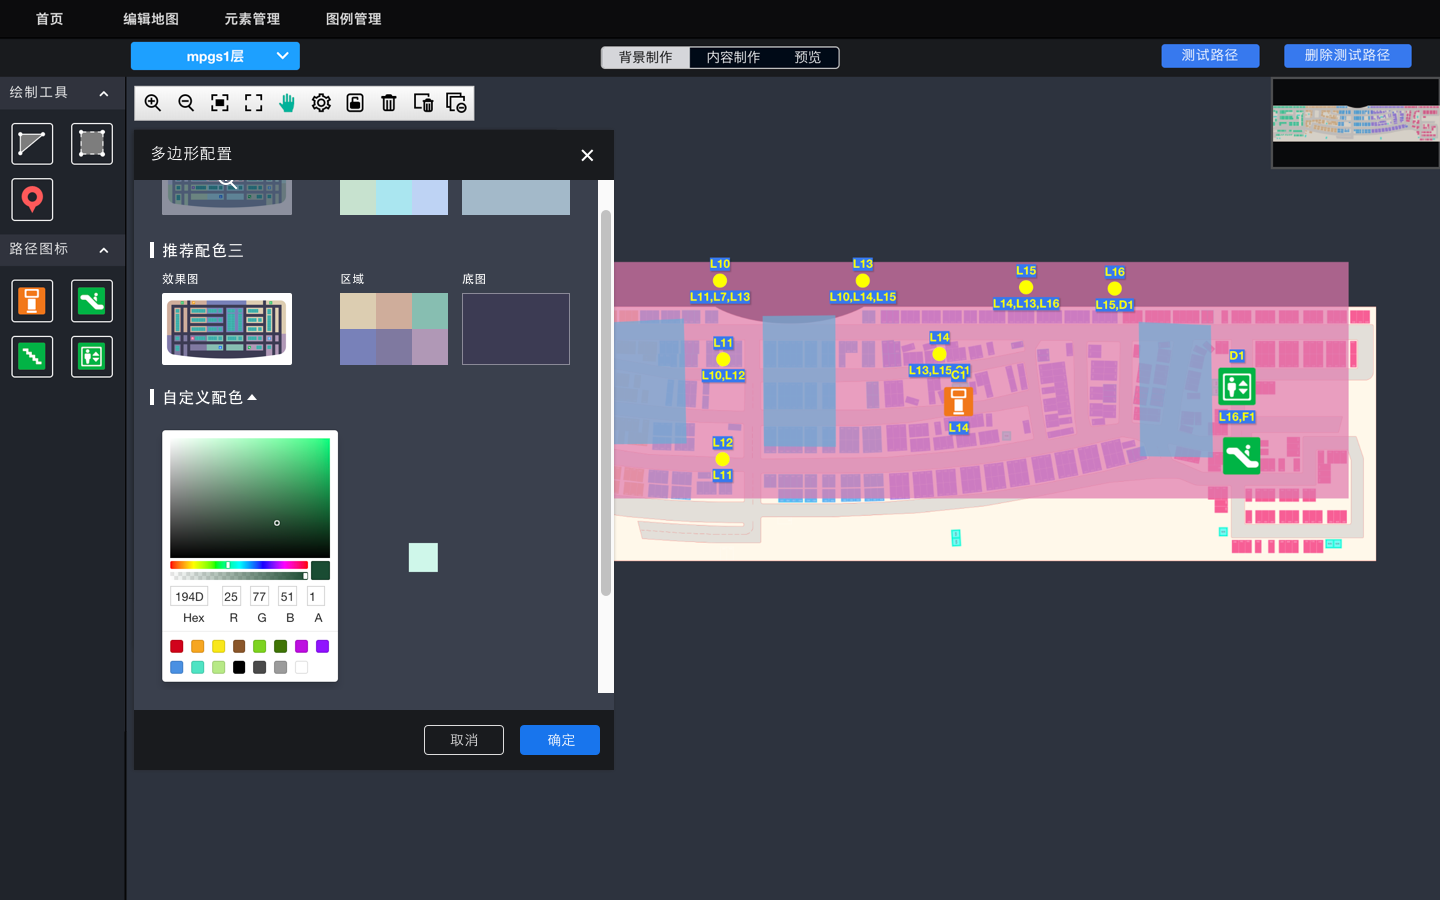 首页 编辑地图 元素管理 图例管理
mpgs1层 背景制作 内容制作 预览 测试路径 删除测试路径
绘制工具
路径图标
多边形配置
推荐配色三
效果图 区域 底图
自定义配色
194D 25 77 51 1
Hex R G B A
取消 确定
L10
L11,L7,L13
L13
L10,L14,L15
L15
L14,L13,L16
L16
L15,D1
L11
L10,L12
L14
L13,L15,C1
C1
L14
D1
L16,F1
L12
L11